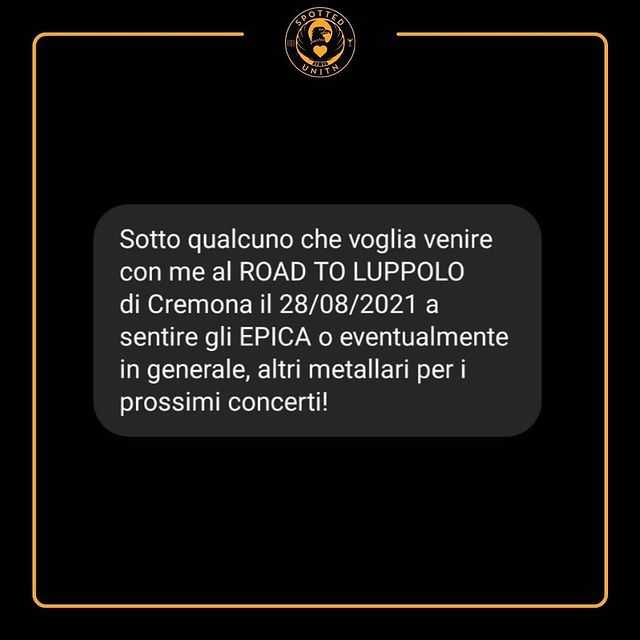 SPOTTED
UNITN
Sotto qualcuno che voglia venire
con me al ROAD TO LUPPOLO
di Cremona il 28/08/2021 a
sentire gli EPICA o eventualmente
in generale, altri metallari per i
prossimi concerti!